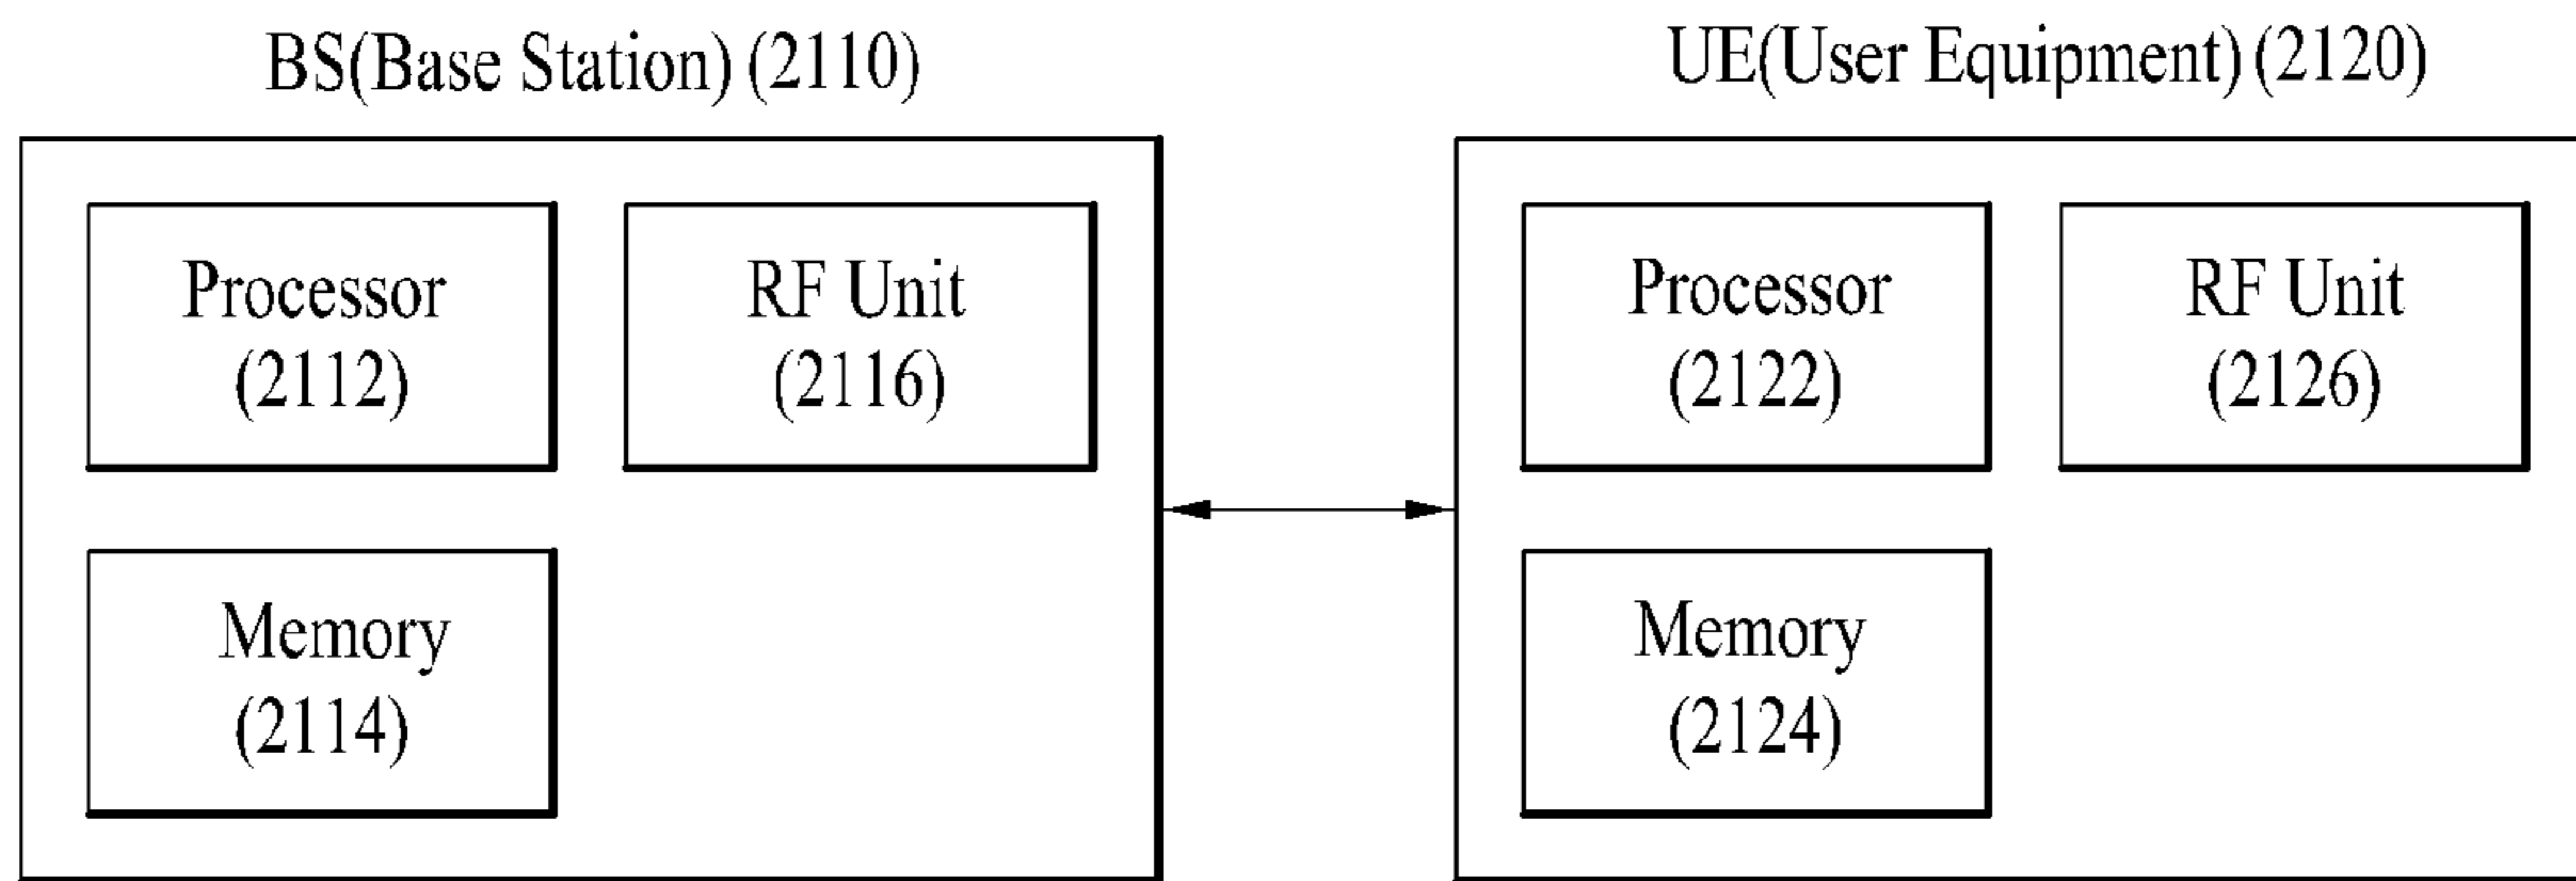 BS(Base Station) (2110)
Processor
(2112)
RF Unit
(2116)
Memory
(2114)
UE(User Equipment) (2120)
Processor
(2122)
RF Unit
(2126)
Memory
(2124)